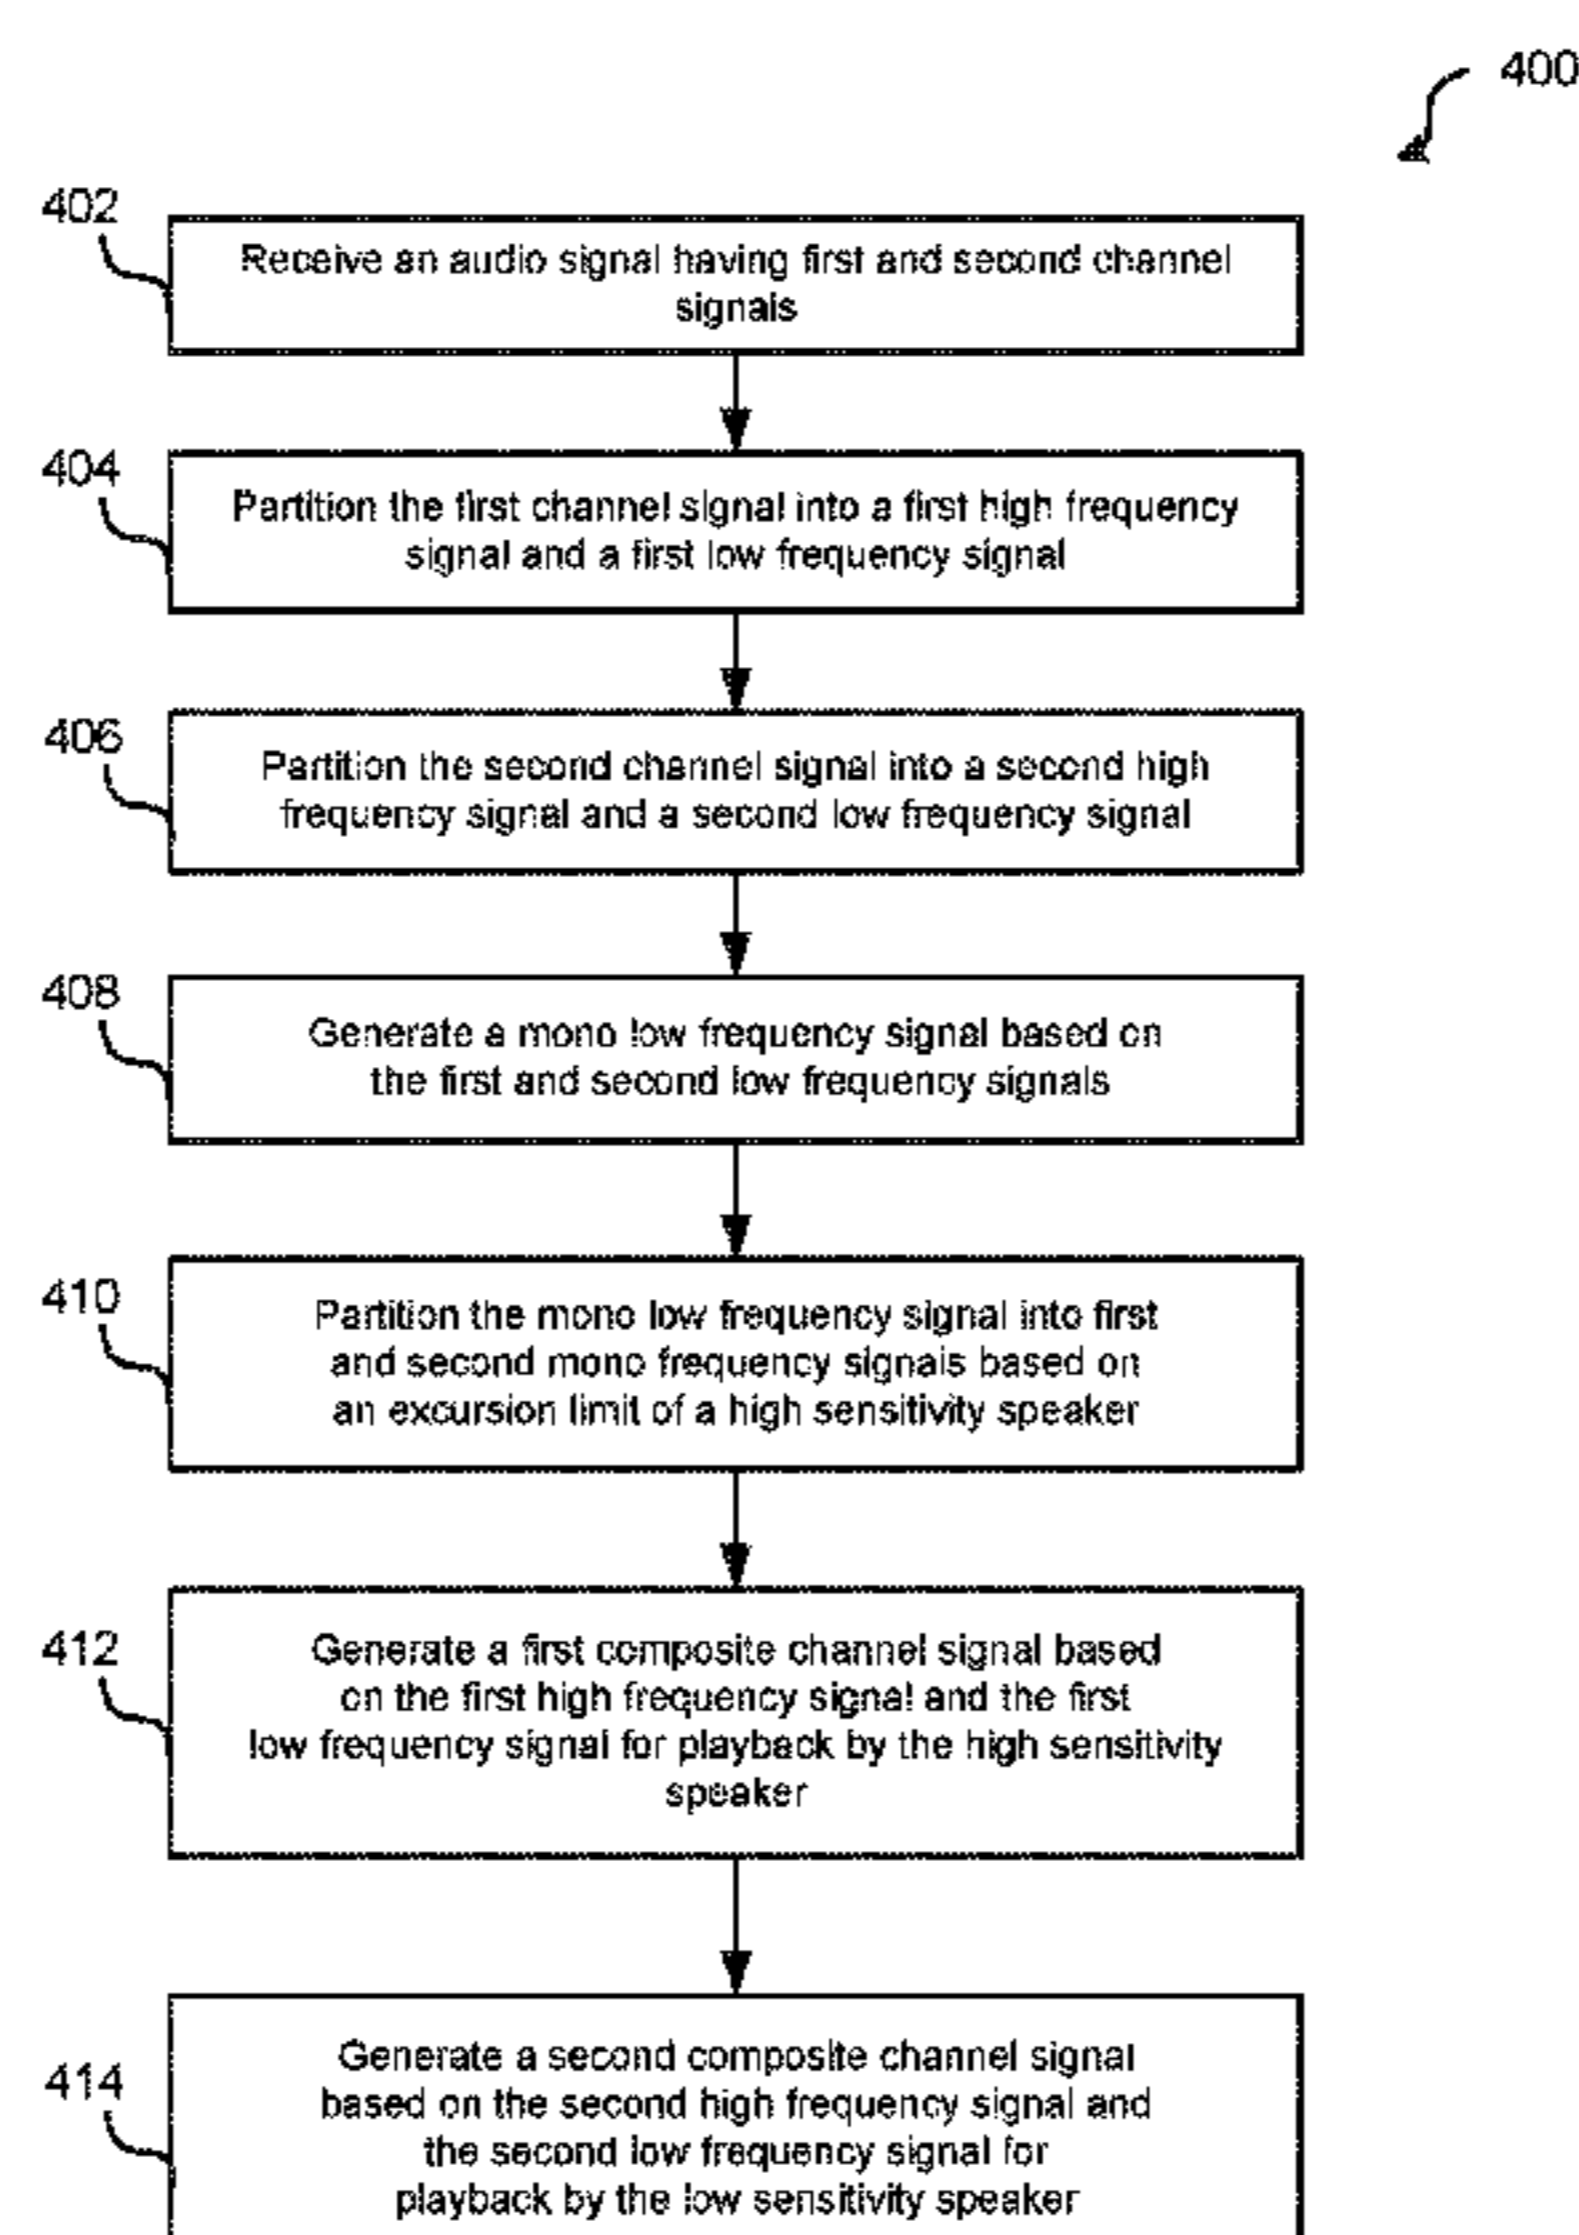 400
402
Receive an audio signal having first and second channel
signals
404
Partition the first channel signal into a first high frequency
signal and a first low frequency signal
406
Partition the second channel signal into a second high
frequency signal and a second low frequency signal
408
Generate a mono low frequency signal based on
the first and second low frequency signals
410
Partition the mono low frequency signal into first
and second mono frequency signals based on
an excursion limit of a high sensitivity speaker
412
Generate a first composite channel signal based
on the first high frequency signal and the first
low frequency signal for playback by the high sensitivity
speaker
414
Generate a second composite channel signal
based on the second high frequency signal and
the second low frequency signal for
playback by the low sensitivity speaker